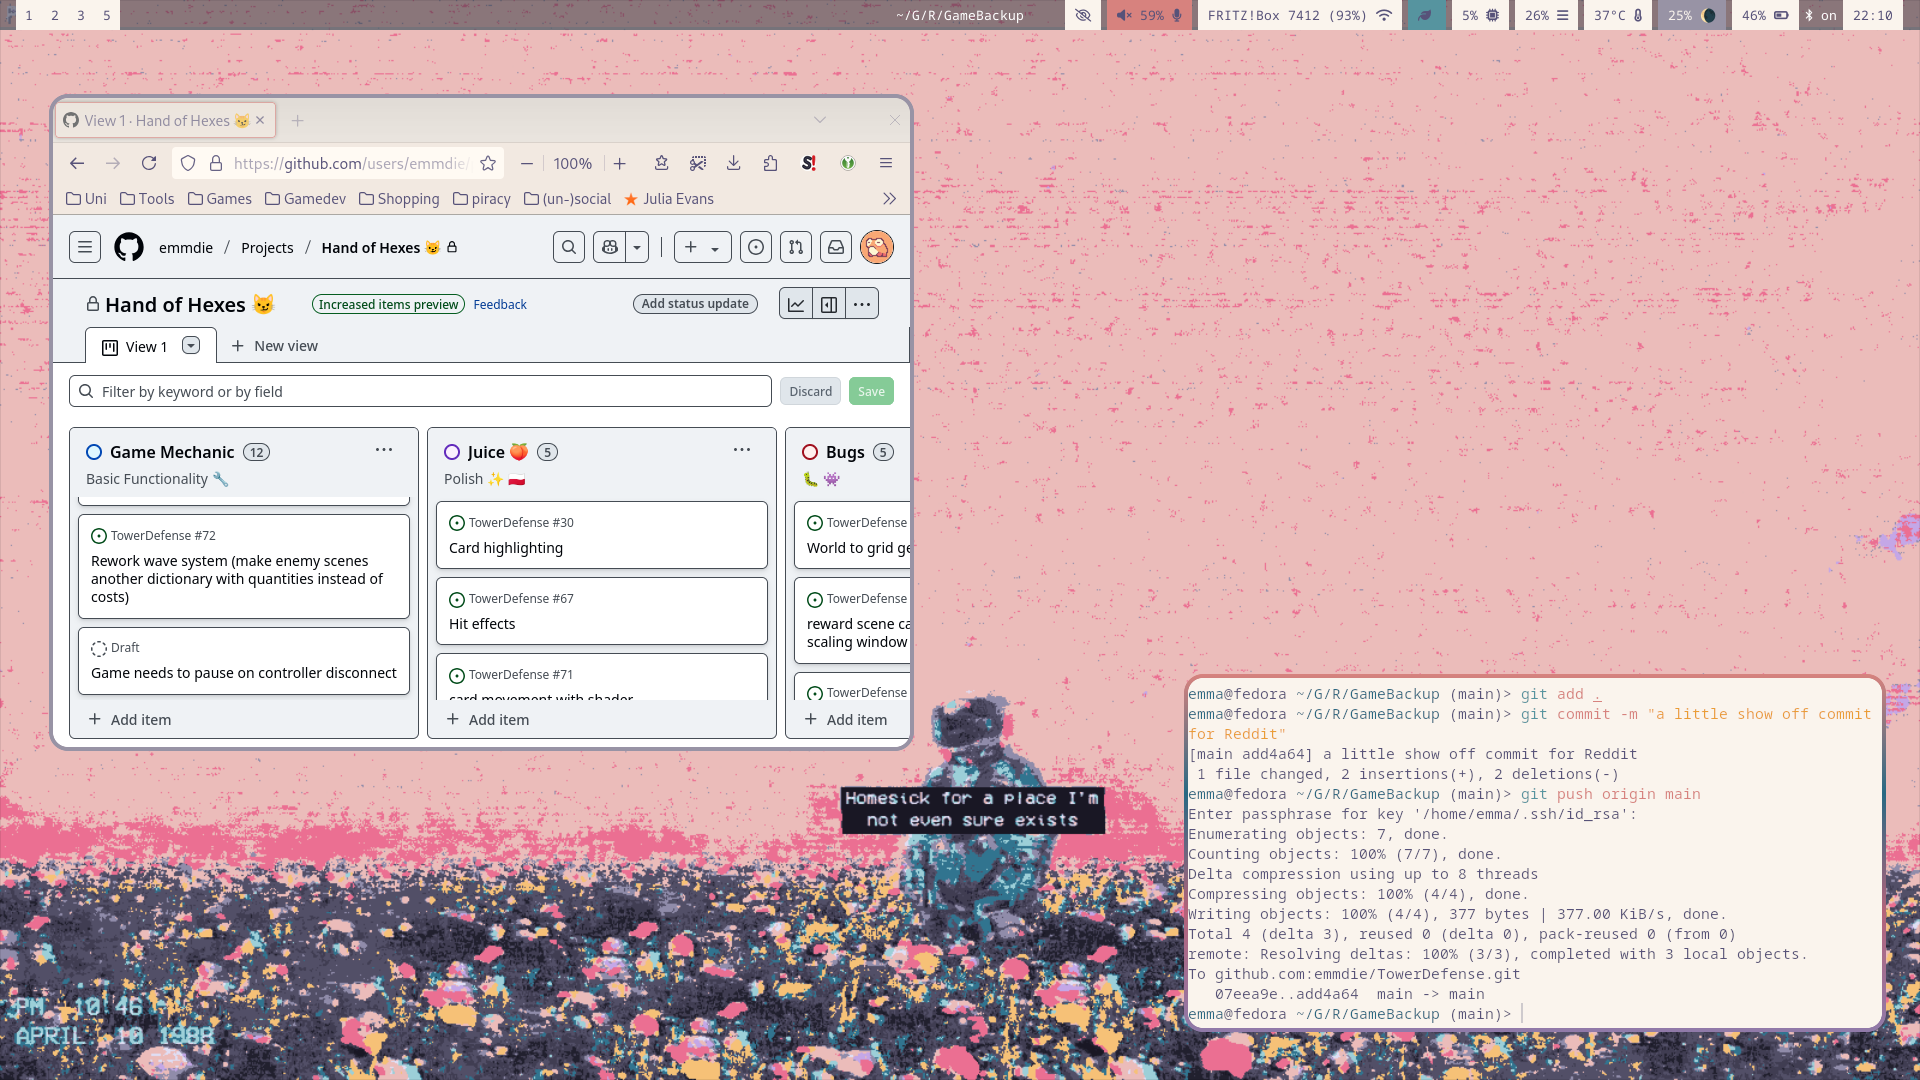 1 2 3 5
~/G/R/GameBackup
59%
FRITZ!Box 7412 (93%)
5%
26%
37°C
25%
46%
on
22:10
View 1 · Hand of Hexes 😼
https://github.com/users/emmdie/
100%
S!
Uni Tools Games Gamedev Shopping piracy (un-)social Julia Evans
emmdie / Projects / Hand of Hexes 😼
Hand of Hexes 😼
Increased items preview
Feedback
Add status update
View 1
New view
Filter by keyword or by field
Discard
Save
Game Mechanic 12
Basic Functionality 🔧
TowerDefense #72
Rework wave system (make enemy scenes
another dictionary with quantities instead of
costs)
Draft
Game needs to pause on controller disconnect
Add item
Juice 🍑 5
Polish ✨ 🇵🇱
TowerDefense #30
Card highlighting
TowerDefense #67
Hit effects
TowerDefense #71
card movement with shader
Add item
Bugs 5
🐛 👾
TowerDefense
World to grid ge
TowerDefense
reward scene ca
scaling window
TowerDefense
Add item
Homesick for a place I'm
not even sure exists
PM 10:46
APRIL. 10 1988
emma@fedora ~/G/R/GameBackup (main)> git add .
emma@fedora ~/G/R/GameBackup (main)> git commit -m "a little show off commit
for Reddit"
[main add4a64] a little show off commit for Reddit
1 file changed, 2 insertions(+), 2 deletions(-)
emma@fedora ~/G/R/GameBackup (main)> git push origin main
Enter passphrase for key '/home/emma/.ssh/id_rsa':
Enumerating objects: 7, done.
Counting objects: 100% (7/7), done.
Delta compression using up to 8 threads
Compressing objects: 100% (4/4), done.
Writing objects: 100% (4/4), 377 bytes | 377.00 KiB/s, done.
Total 4 (delta 3), reused 0 (delta 0), pack-reused 0 (from 0)
remote: Resolving deltas: 100% (3/3), completed with 3 local objects.
To github.com:emmdie/TowerDefense.git
07eea9e..add4a64 main -> main
emma@fedora ~/G/R/GameBackup (main)>